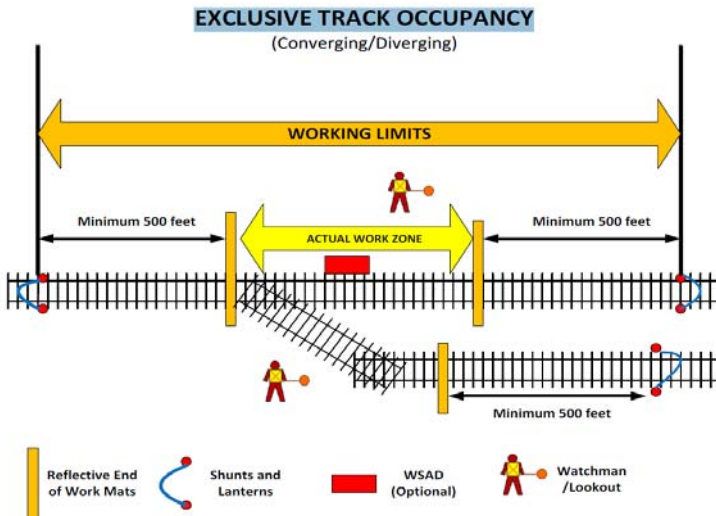 EXCLUSIVE TRACK OCCUPANCY
(Converging/Diverging)
WORKING LIMITS
Minimum 500 feet
ACTUAL WORK ZONE
Minimum 500 feet
Minimum 500 feet
Reflective End
of Work Mats
Shunts and
Lanterns
WSAD
(Optional)
Watchman
/Lookout